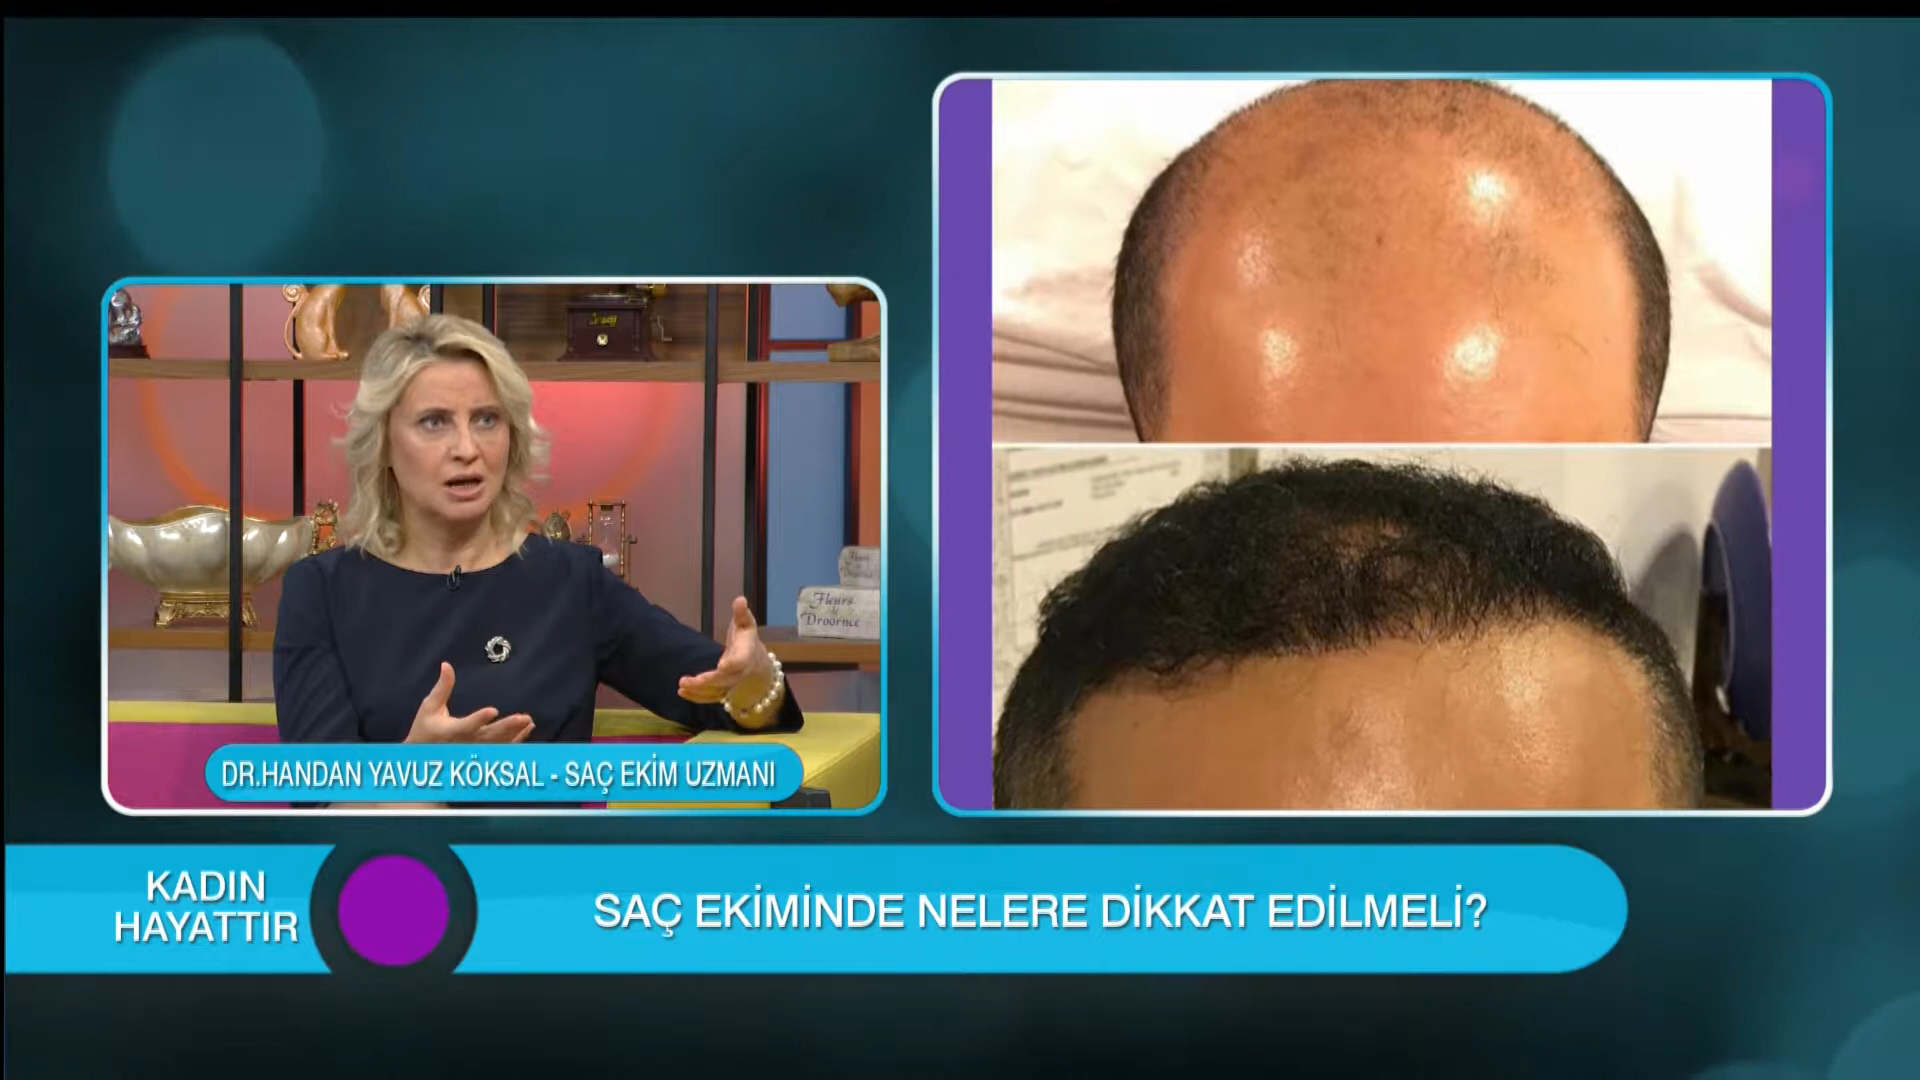 Fleurs
de
Droornce
DR.HANDAN YAVUZ KÖKSAL - SAÇ EKİM UZMANI
KADIN
HAYATTIR
SAÇ EKİMİNDE NELERE DİKKAT EDİLMELİ?